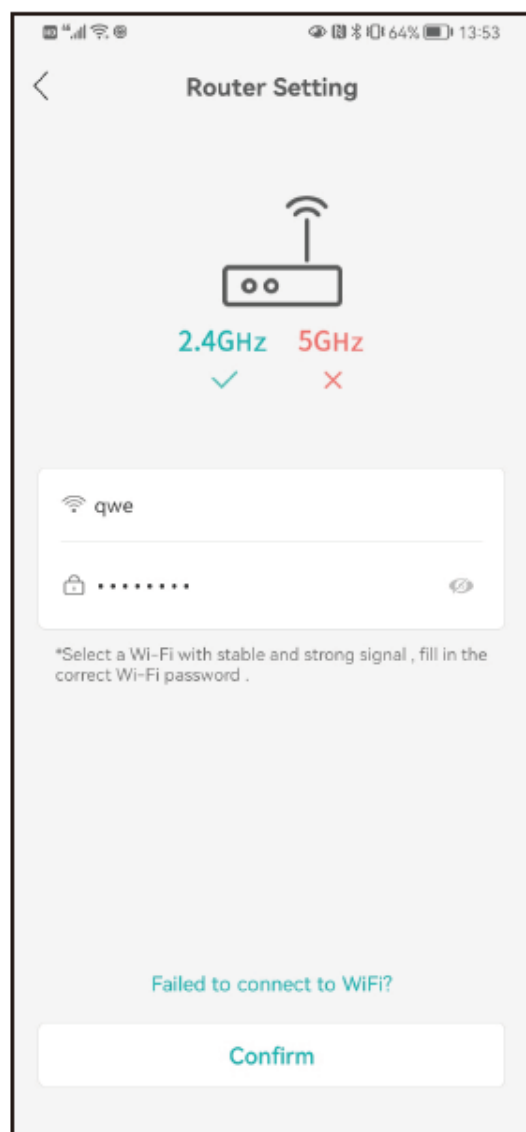 64% 13:53
Router Setting
2.4GHz 5GHz
qwe
••••••••
*Select a Wi-Fi with stable and strong signal , fill in the
correct Wi-Fi password .
Failed to connect to WiFi?
Confirm